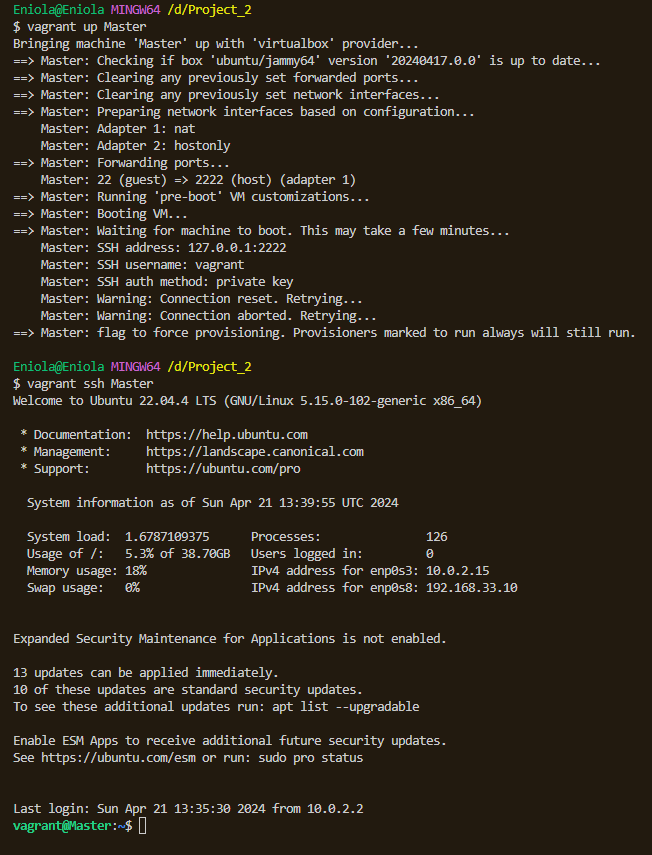 Eniola@Eniola MINGW64 /d/Project_2
$ vagrant up Master
Bringing machine 'Master' up with 'virtualbox' provider...
==> Master: Checking if box 'ubuntu/jammy64' version '20240417.0.0' is up to date...
==> Master: Clearing any previously set forwarded ports...
==> Master: Clearing any previously set network interfaces...
==> Master: Preparing network interfaces based on configuration...
    Master: Adapter 1: nat
    Master: Adapter 2: hostonly
==> Master: Forwarding ports...
    Master: 22 (guest) => 2222 (host) (adapter 1)
==> Master: Running 'pre-boot' VM customizations...
==> Master: Booting VM...
==> Master: Waiting for machine to boot. This may take a few minutes...
    Master: SSH address: 127.0.0.1:2222
    Master: SSH username: vagrant
    Master: SSH auth method: private key
    Master: Warning: Connection reset. Retrying...
    Master: Warning: Connection aborted. Retrying...
==> Master: flag to force provisioning. Provisioners marked to run always will still run.

Eniola@Eniola MINGW64 /d/Project_2
$ vagrant ssh Master
Welcome to Ubuntu 22.04.4 LTS (GNU/Linux 5.15.0-102-generic x86_64)

 * Documentation:  https://help.ubuntu.com
 * Management:     https://landscape.canonical.com
 * Support:        https://ubuntu.com/pro

  System information as of Sun Apr 21 13:39:55 UTC 2024

  System load:  1.6787109375      Processes:               126
  Usage of /:   5.3% of 38.70GB   Users logged in:         0
  Memory usage: 18%               IPv4 address for enp0s3: 10.0.2.15
  Swap usage:   0%                IPv4 address for enp0s8: 192.168.33.10


Expanded Security Maintenance for Applications is not enabled.

13 updates can be applied immediately.
10 of these updates are standard security updates.
To see these additional updates run: apt list --upgradable

Enable ESM Apps to receive additional future security updates.
See https://ubuntu.com/esm or run: sudo pro status


Last login: Sun Apr 21 13:35:30 2024 from 10.0.2.2
vagrant@Master:~$